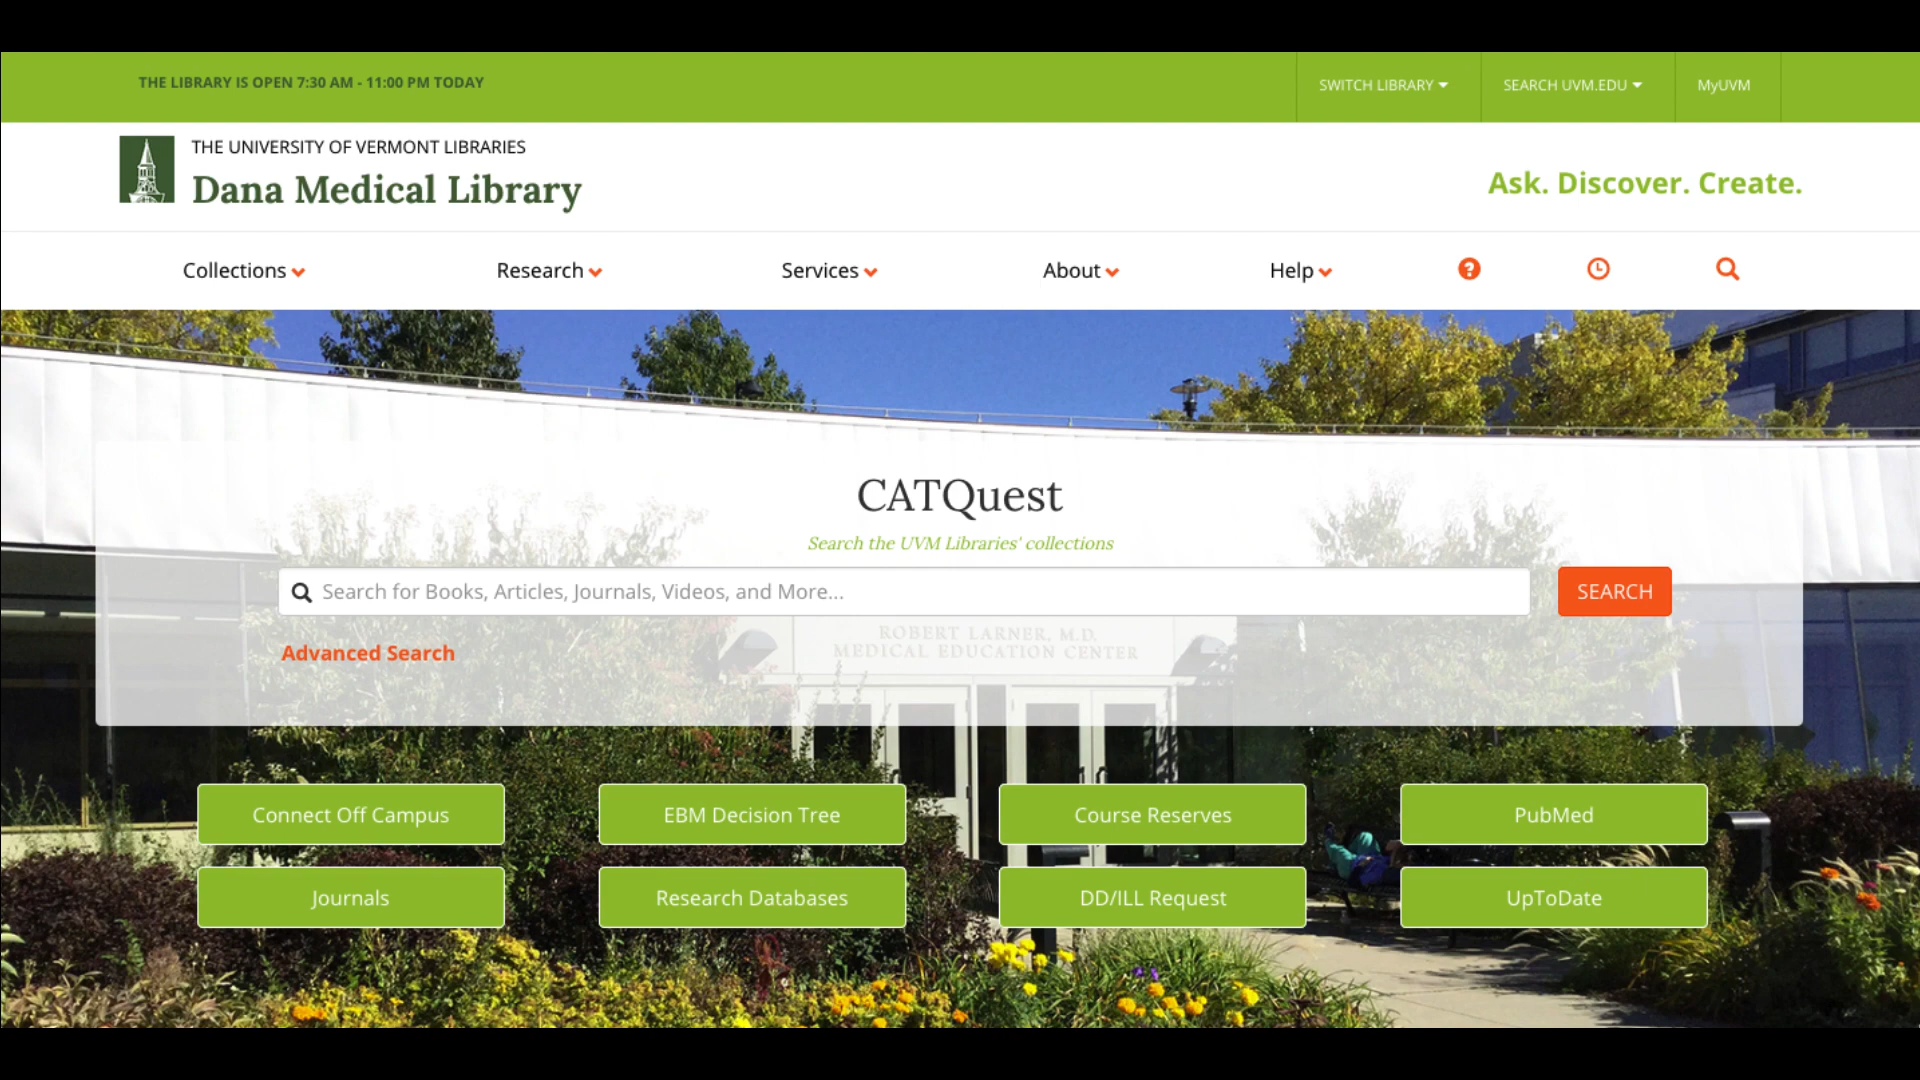 THE LIBRARY IS OPEN 7:30 AM - 11:00 PM TODAY
SWITCH LIBRARY
SEARCH UVM.EDU
MyUVM
THE UNIVERSITY OF VERMONT LIBRARIES
Dana Medical Library
Ask. Discover. Create.
Collections
Research
Services
About
Help
CATQuest
Search the UVM Libraries' collections
Search for Books, Articles, Journals, Videos, and More...
SEARCH
Advanced Search
ROBERT LARNER, M.D.
MEDICAL EDUCATION CENTER
Connect Off Campus
EBM Decision Tree
Course Reserves
PubMed
Journals
Research Databases
DD/ILL Request
UpToDate